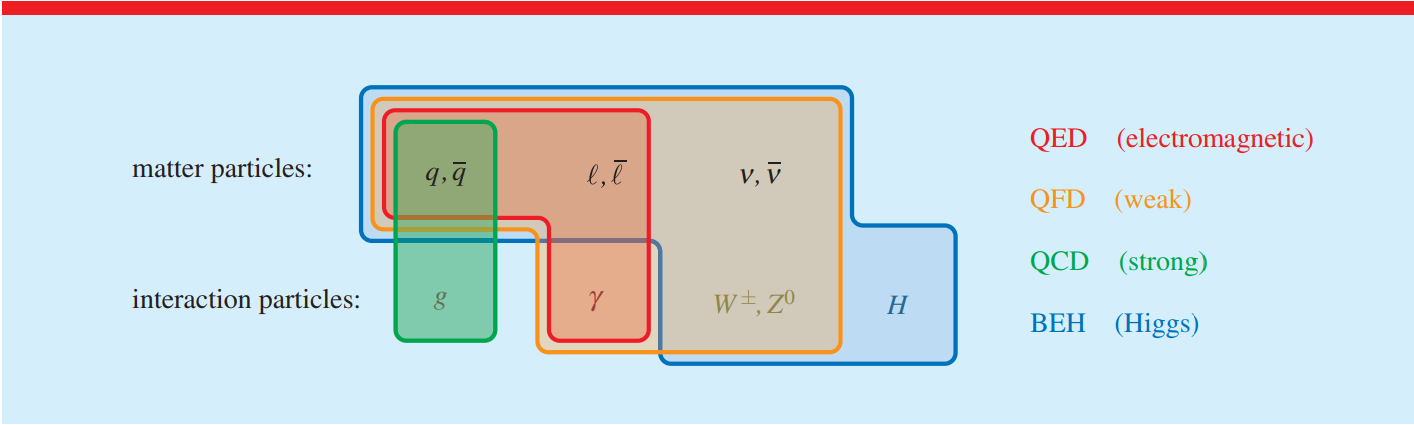 matter particles: q, q̅ ℓ, ℓ̅ ν, ν̅
interaction particles: g γ W±, Z⁰ H
QED (electromagnetic)
QFD (weak)
QCD (strong)
BEH (Higgs)